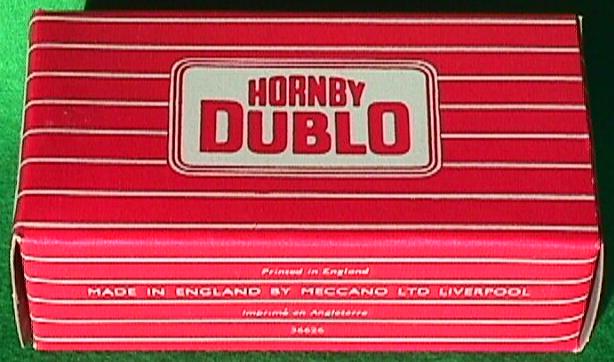 HORNBY
DUBLO
Printed in England
MADE IN ENGLAND BY MECCANO LTD LIVERPOOL
Imprimé en Angleterre
36626